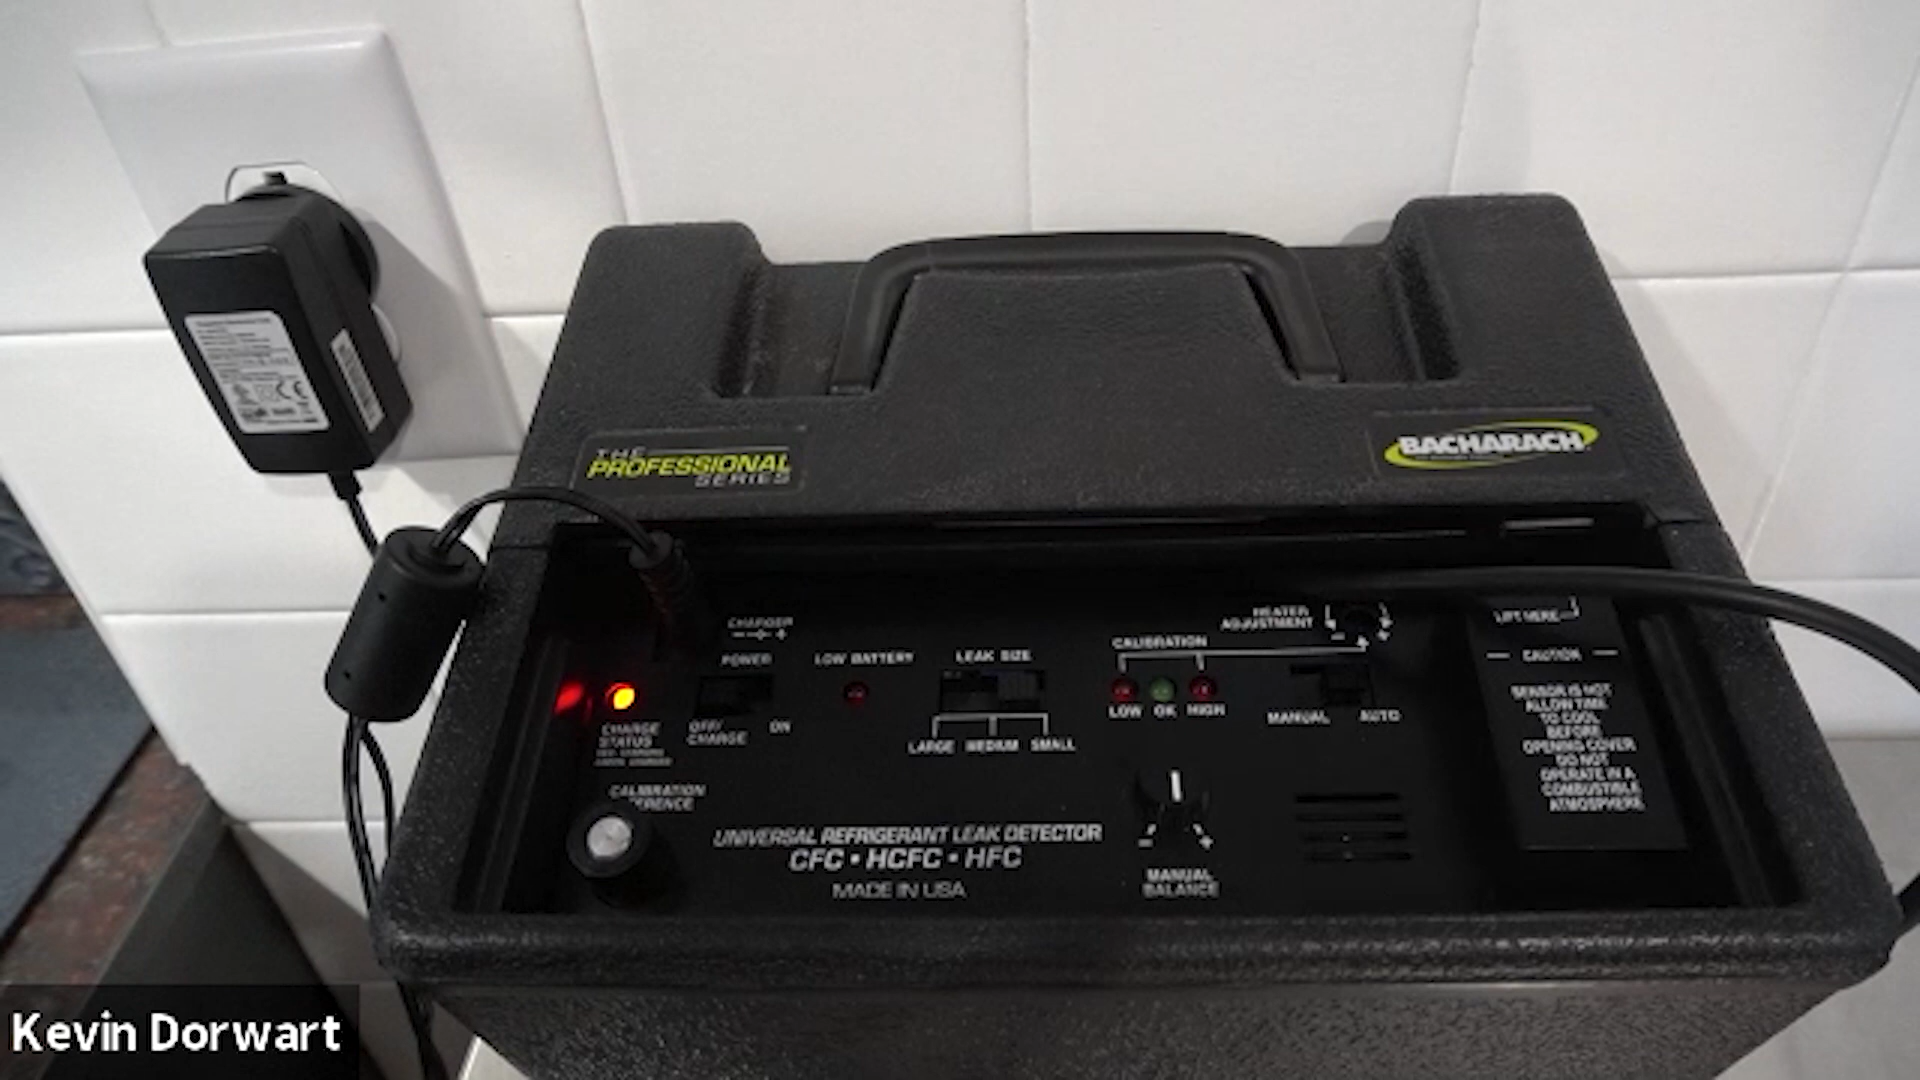 THE
PROFESSIONAL
SERIES
BACHARACH
CHARGER
- +
POWER
OFF/
CHARGE
ON
LOW BATTERY
LEAK SIZE
LARGE MEDIUM SMALL
CALIBRATION
LOW OK HIGH
HEATER
ADJUSTMENT
- +
MANUAL AUTO
LIFT HERE
CAUTION
SENSOR IS HOT
ALLOW TIME
TO COOL
BEFORE
OPENING COVER
DO NOT
OPERATE IN A
COMBUSTIBLE
ATMOSPHERE
CHARGE
STATUS
CALIBRATION
UNIVERSAL REFRIGERANT LEAK DETECTOR
CFC • HCFC • HFC
MADE IN USA
- +
MANUAL
BALANCE
Kevin Dorwart